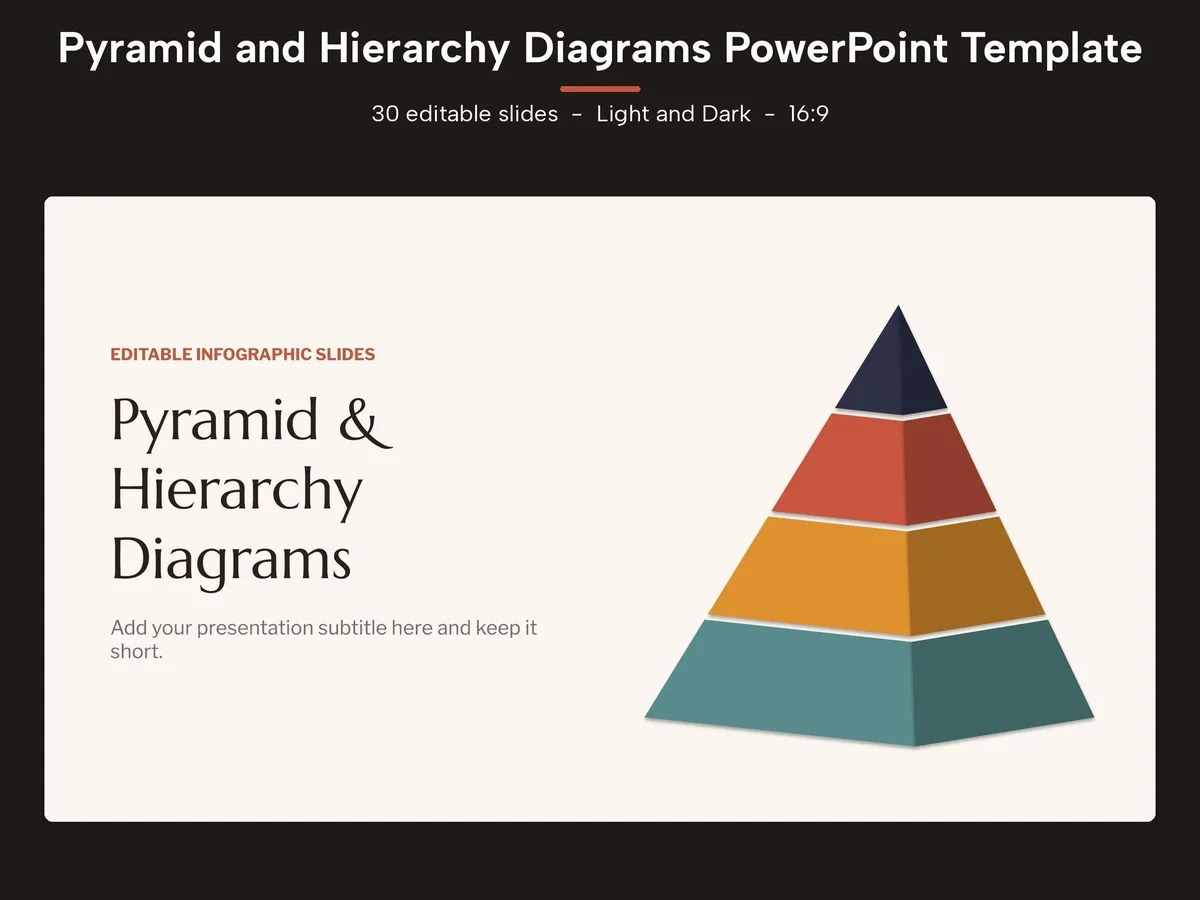 Pyramid and Hierarchy Diagrams PowerPoint Template
30 editable slides - Light and Dark - 16:9
EDITABLE INFOGRAPHIC SLIDES
Pyramid &
Hierarchy
Diagrams
Add your presentation subtitle here and keep it
short.